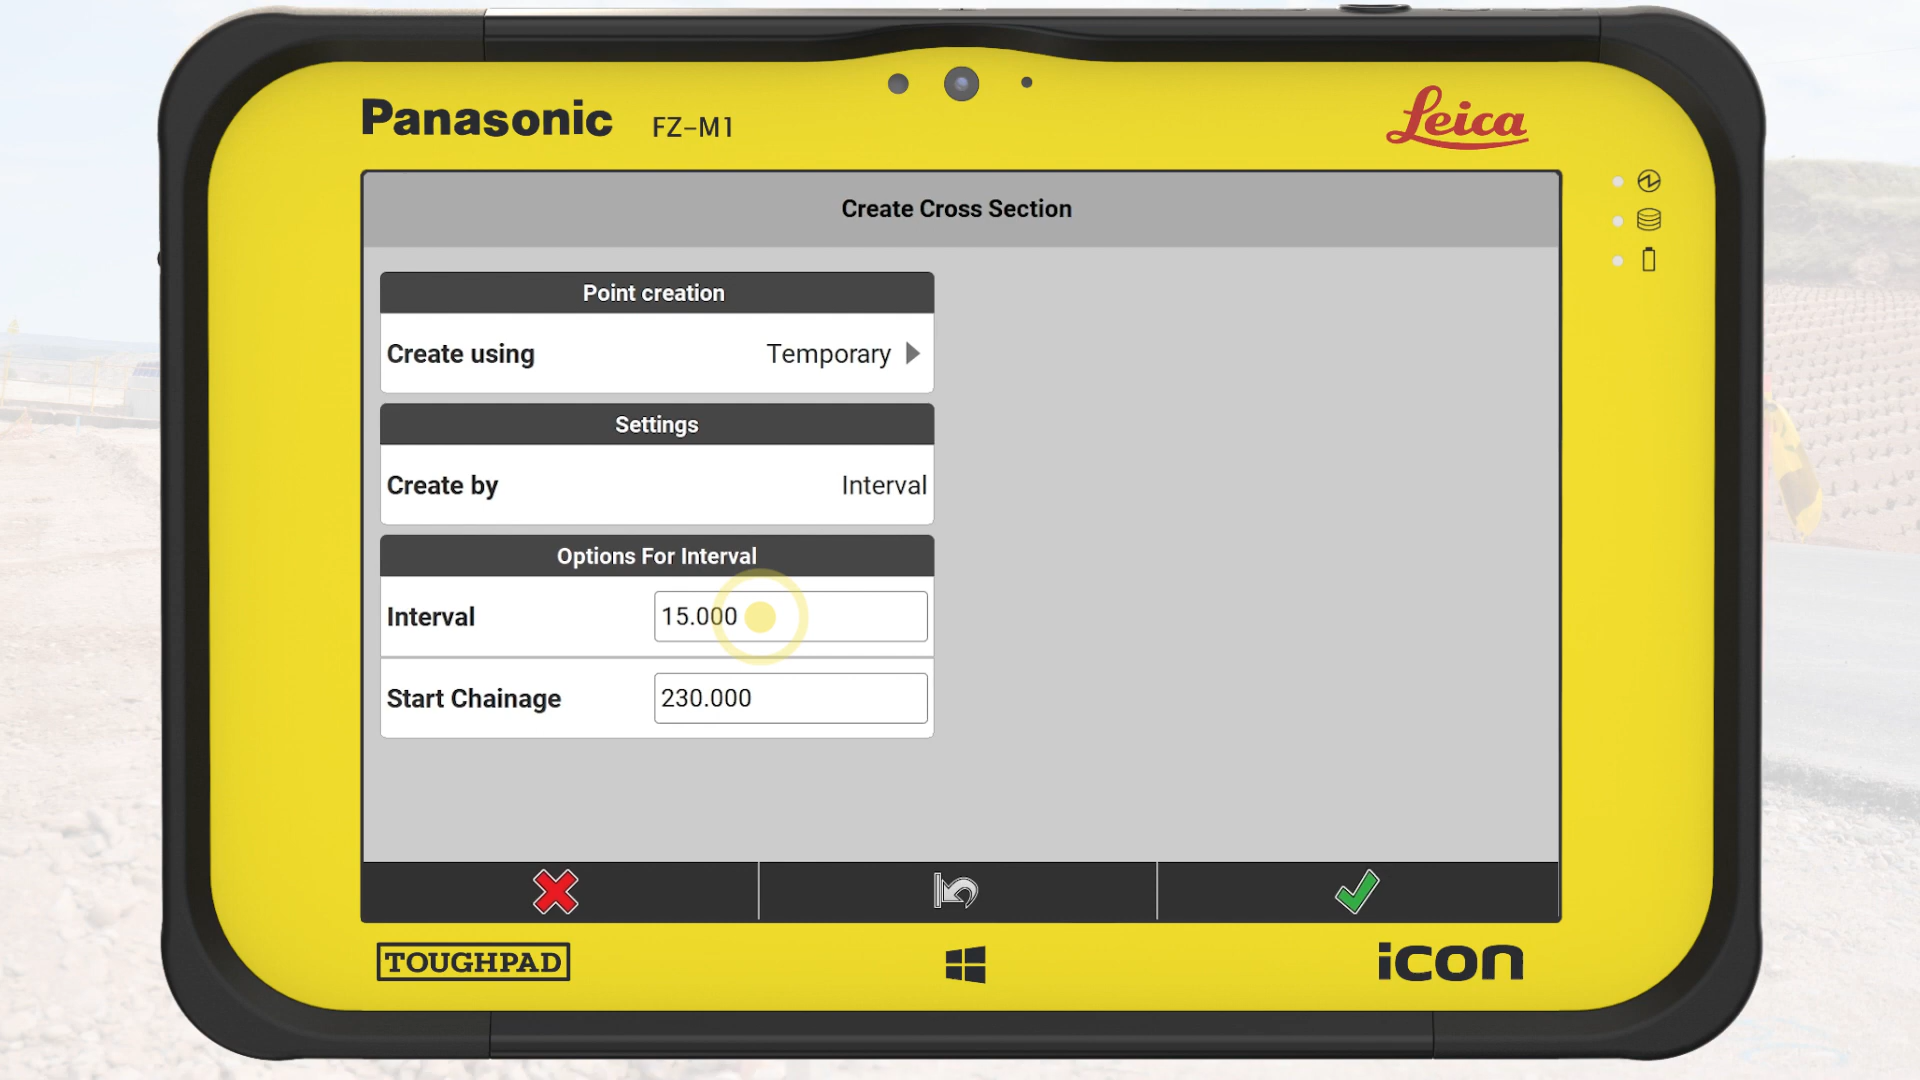 Panasonic FZ-M1
Leica
Create Cross Section
Point creation
Create using Temporary
Settings
Create by Interval
Options For Interval
Interval 15.000
Start Chainage 230.000
TOUGHPAD
icon